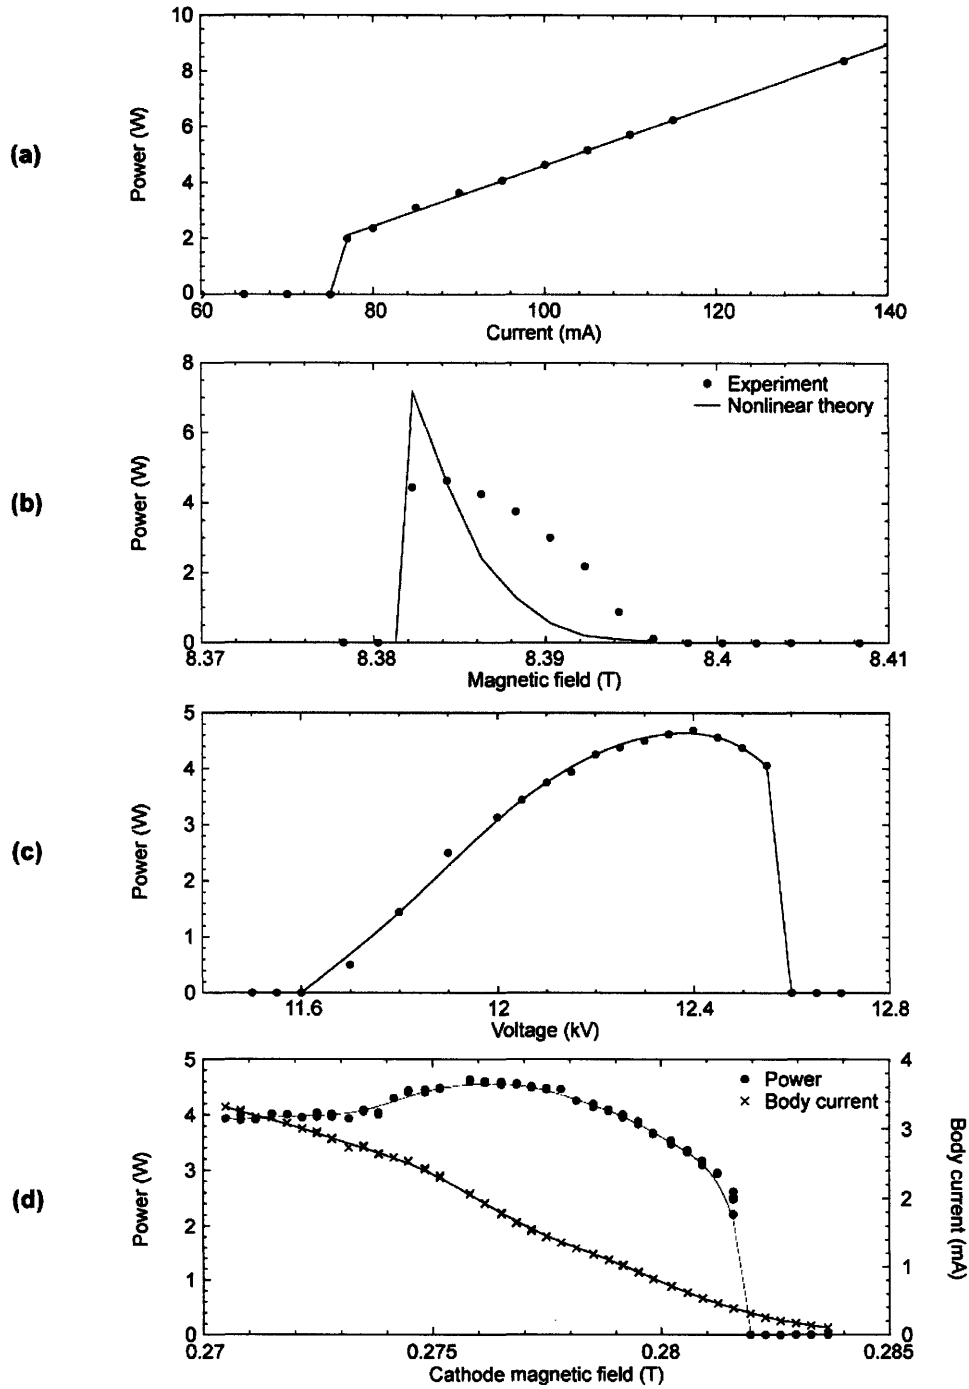 (a)
Power (W)
10
8
6
4
2
0
60
80
100
120
140
Current (mA)
(b)
Power (W)
8
6
4
2
0
● Experiment
— Nonlinear theory
8.37
8.38
8.39
8.4
8.41
Magnetic field (T)
(c)
Power (W)
5
4
3
2
1
0
11.6
12
12.4
12.8
Voltage (kV)
(d)
Power (W)
5
4
3
2
1
0
● Power
× Body current
4
3
2
1
0
Body current (mA)
0.27
0.275
0.28
0.285
Cathode magnetic field (T)